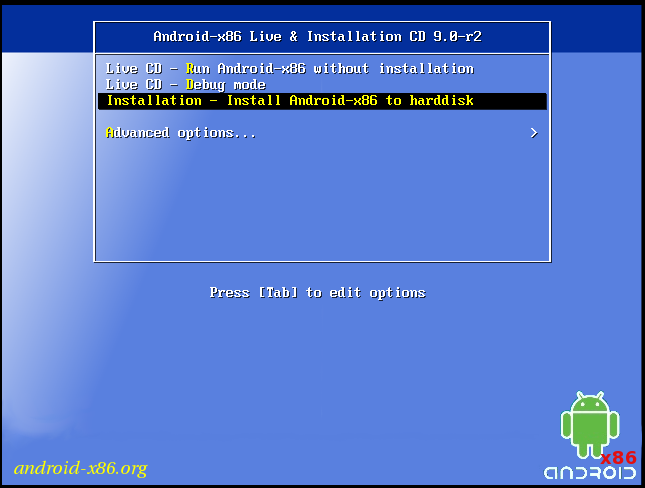 Android-x86 Live & Installation CD 9.0-r2
Live CD - Run Android-x86 without installation
Live CD - Debug mode
Installation - Install Android-x86 to harddisk
Advanced options... >
Press [Tab] to edit options
android-x86.org
x86
ANDROID